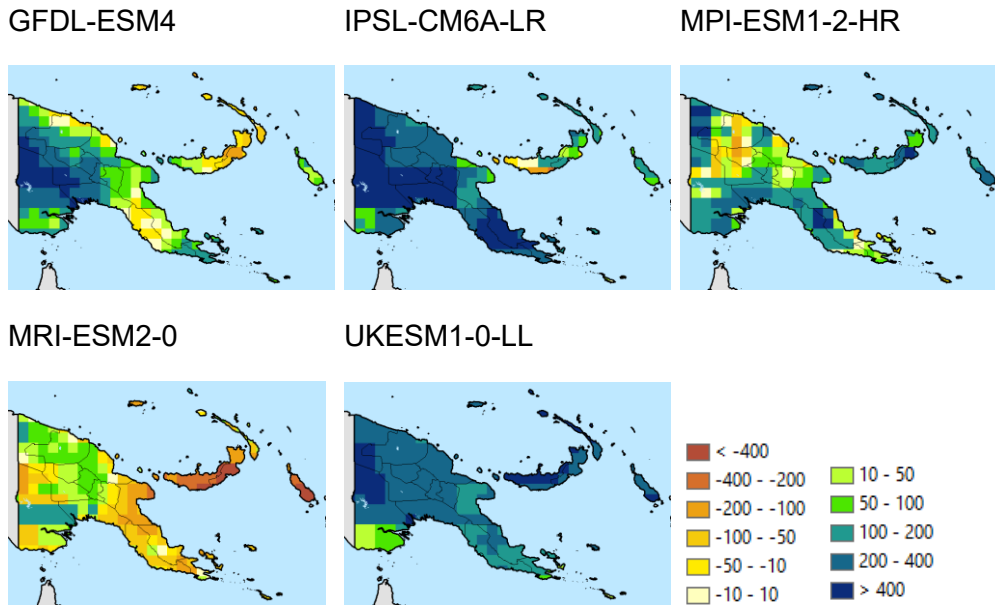 GFDL-ESM4 IPSL-CM6A-LR MPI-ESM1-2-HR
MRI-ESM2-0 UKESM1-0-LL
< -400
-400 - -200
-200 - -100
-100 - -50
-50 - -10
-10 - 10
10 - 50
50 - 100
100 - 200
200 - 400
> 400